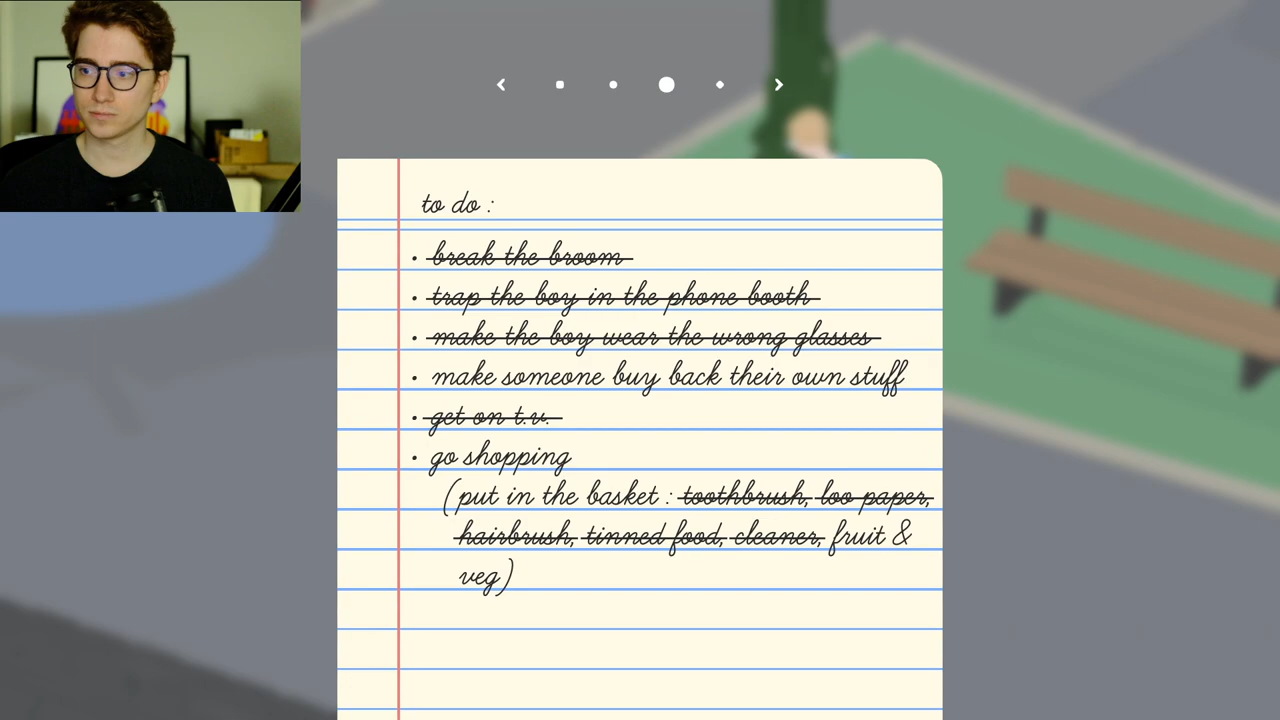 to do :
• break the broom
• trap the boy in the phone booth
• make the boy wear the wrong glasses
• make someone buy back their own stuff
• get on t.v.
• go shopping
(put in the basket : toothbrush, loo paper,
hairbrush, tinned food, cleaner, fruit &
veg)